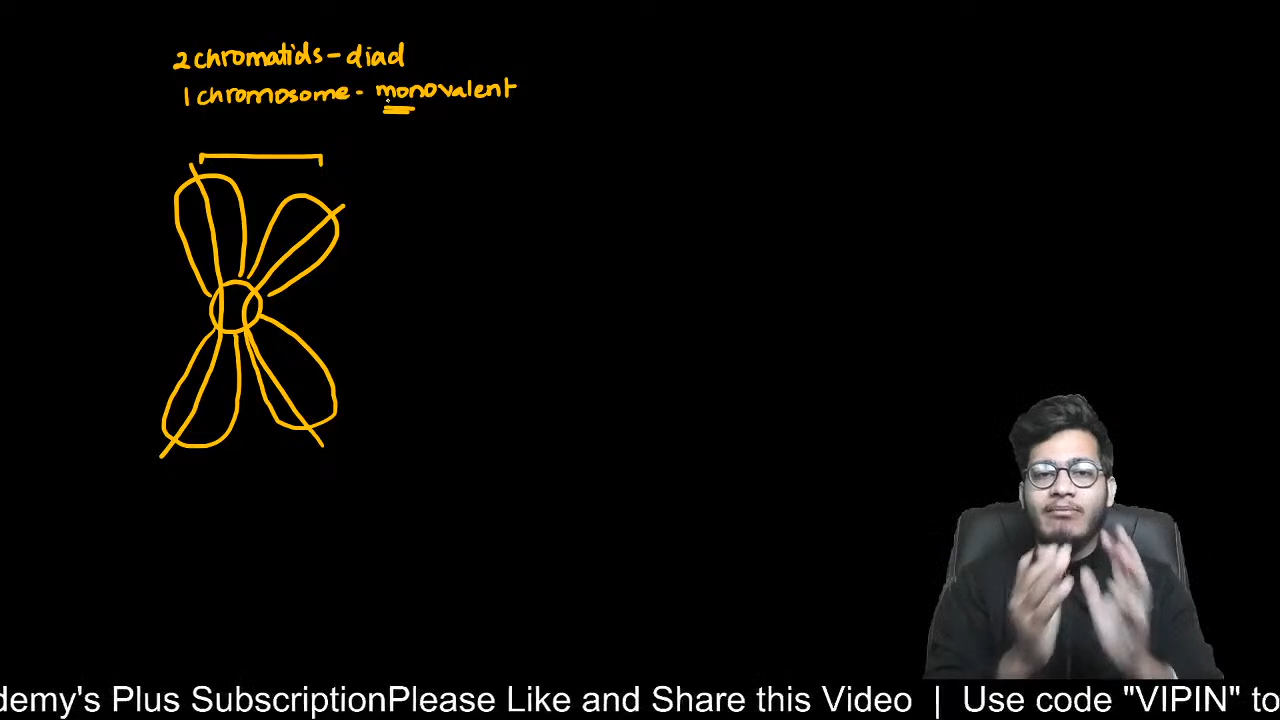 2 chromatids - diad
1 chromosome - monovalent
demy's Plus SubscriptionPlease Like and Share this Video | Use code "VIPIN" to